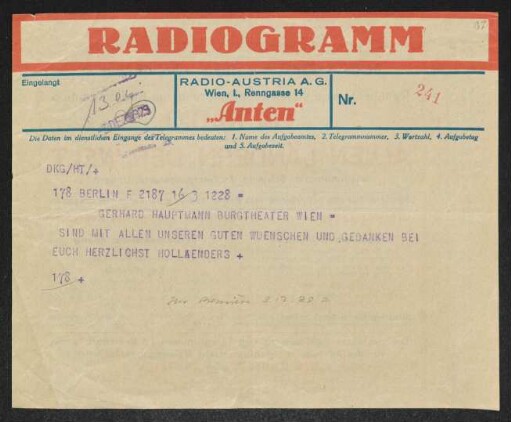 RADIOGRAMM
Eingelangt
RADIO-AUSTRIA A. G.
Wien, I., Renngasse 14
„Anten“
Nr.
241
Die Daten im dienstlichen Eingange des Telegrammes bedeuten: 1. Name des Aufgabeamtes, 2. Telegrammnummer, 3. Wortzahl, 4. Aufgabetag
und 5. Aufgabezeit.
DKG/HT/+
178 BERLIN F 2187 16 3 1228 =
GERHARD HAUPTMANN BURGTHEATER WIEN =
SIND MIT ALLEN UNSEREN GUTEN WUENSCHEN UND GEDANKEN BEI
EUCH HERZLICHST HOLLAENDERS +
178 +